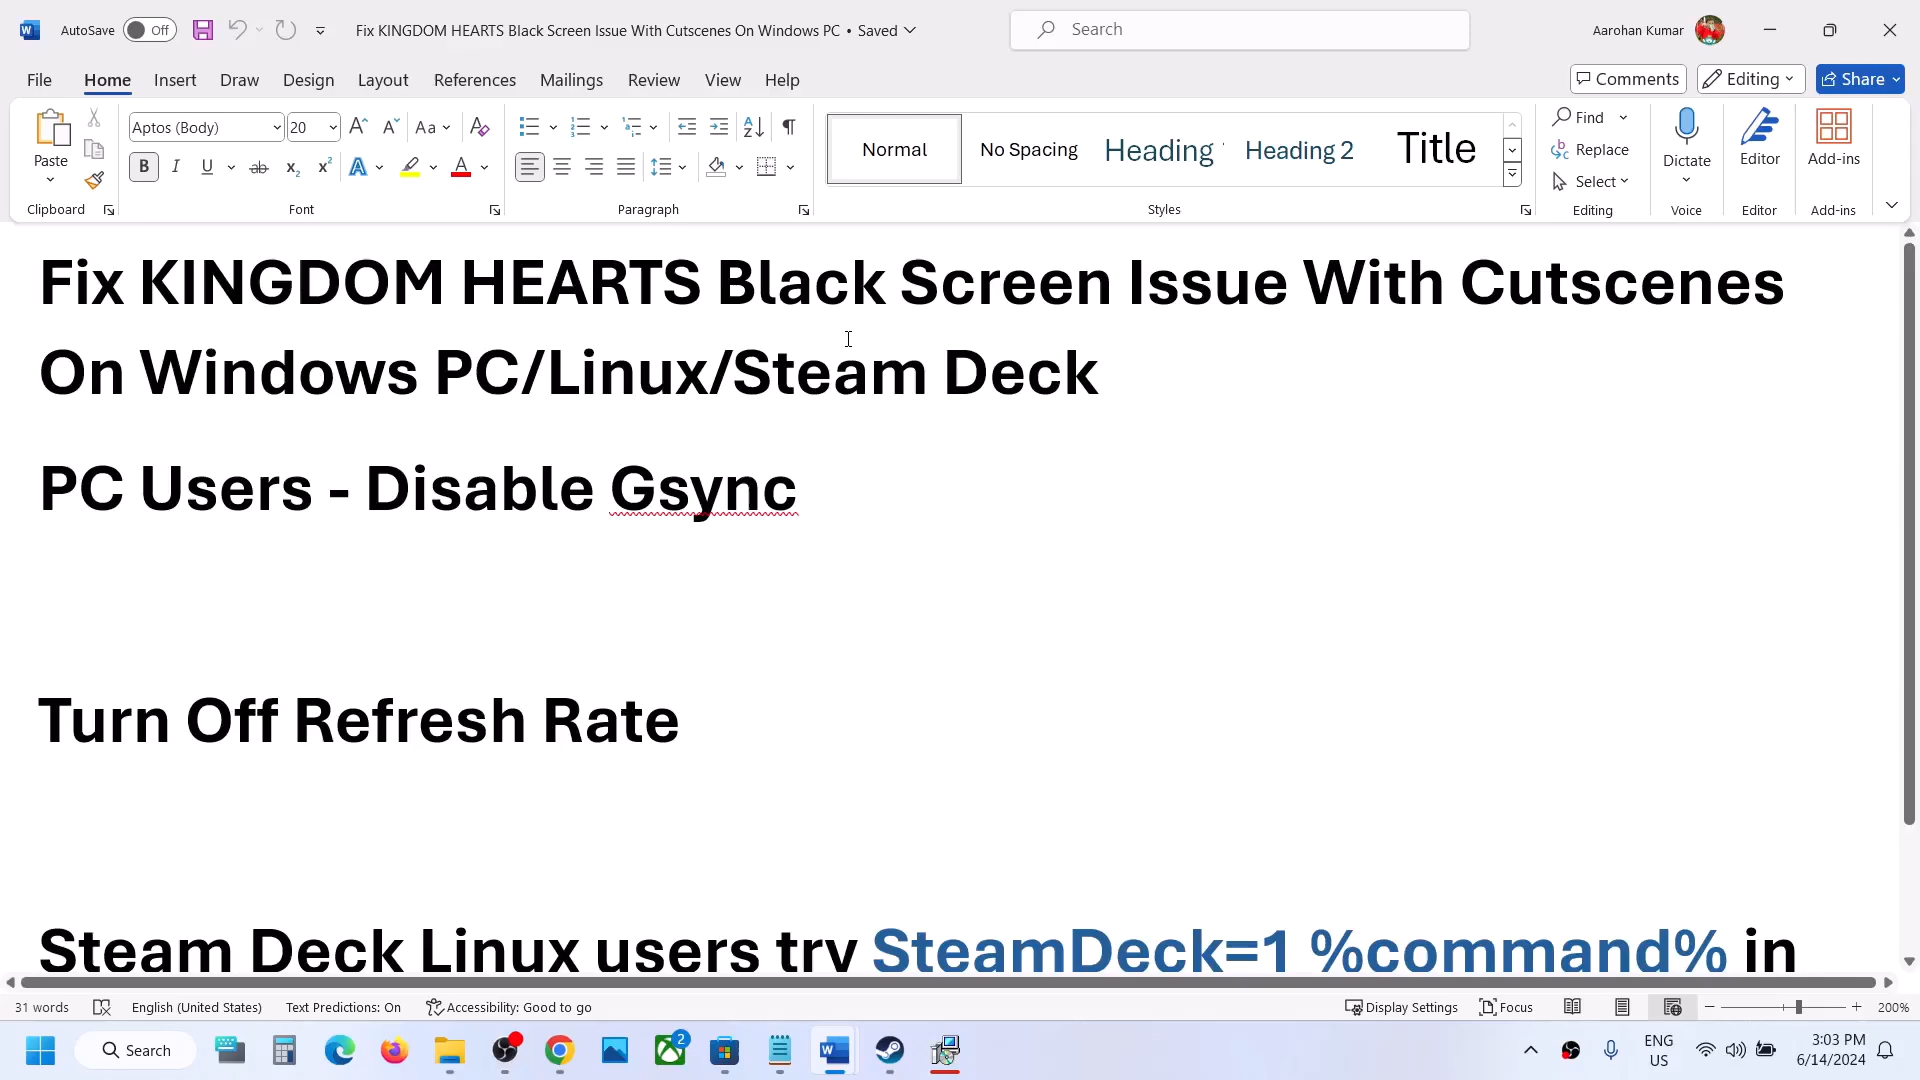 AutoSave Off Fix KINGDOM HEARTS Black Screen Issue With Cutscenes On Windows PC • Saved Search Aarohan Kumar
File Home Insert Draw Design Layout References Mailings Review View Help Comments Editing Share
Paste
Clipboard
Aptos (Body) 20
Font
Paragraph
Normal No Spacing Heading Heading 2 Title
Styles
Find
Replace
Select
Editing
Dictate
Voice
Editor
Editor
Add-ins
Add-ins
Fix KINGDOM HEARTS Black Screen Issue With Cutscenes
On Windows PC/Linux/Steam Deck
PC Users - Disable Gsync
Turn Off Refresh Rate
Steam Deck Linux users try SteamDeck=1 %command% in
31 words English (United States) Text Predictions: On Accessibility: Good to go Display Settings Focus 200%
Search 2 ENG
US 3:03 PM
6/14/2024